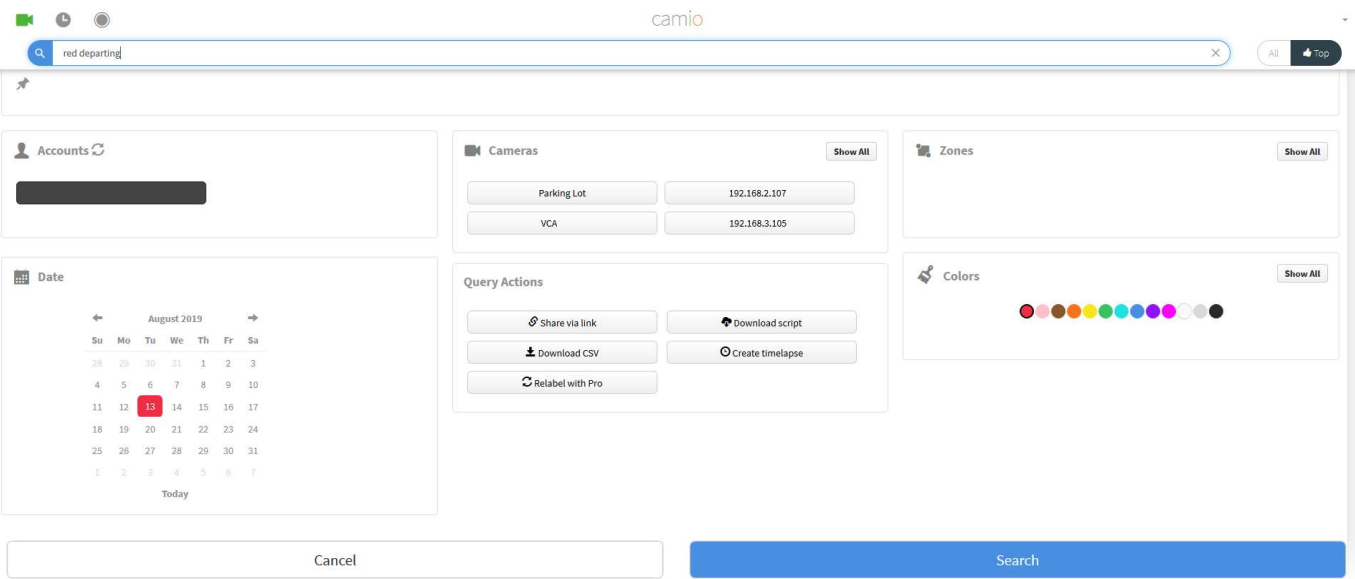 camio
red departing
All
Top
Accounts
Cameras
Show All
Parking Lot
192.168.2.107
VCA
192.168.3.105
Zones
Show All
Date
August 2019
Su Mo Tu We Th Fr Sa
28 29 30 31 1 2 3
4 5 6 7 8 9 10
11 12 13 14 15 16 17
18 19 20 21 22 23 24
25 26 27 28 29 30 31
1 2 3 4 5 6 7
Today
Query Actions
Share via link
Download script
Download CSV
Create timelapse
Relabel with Pro
Colors
Show All
Cancel
Search